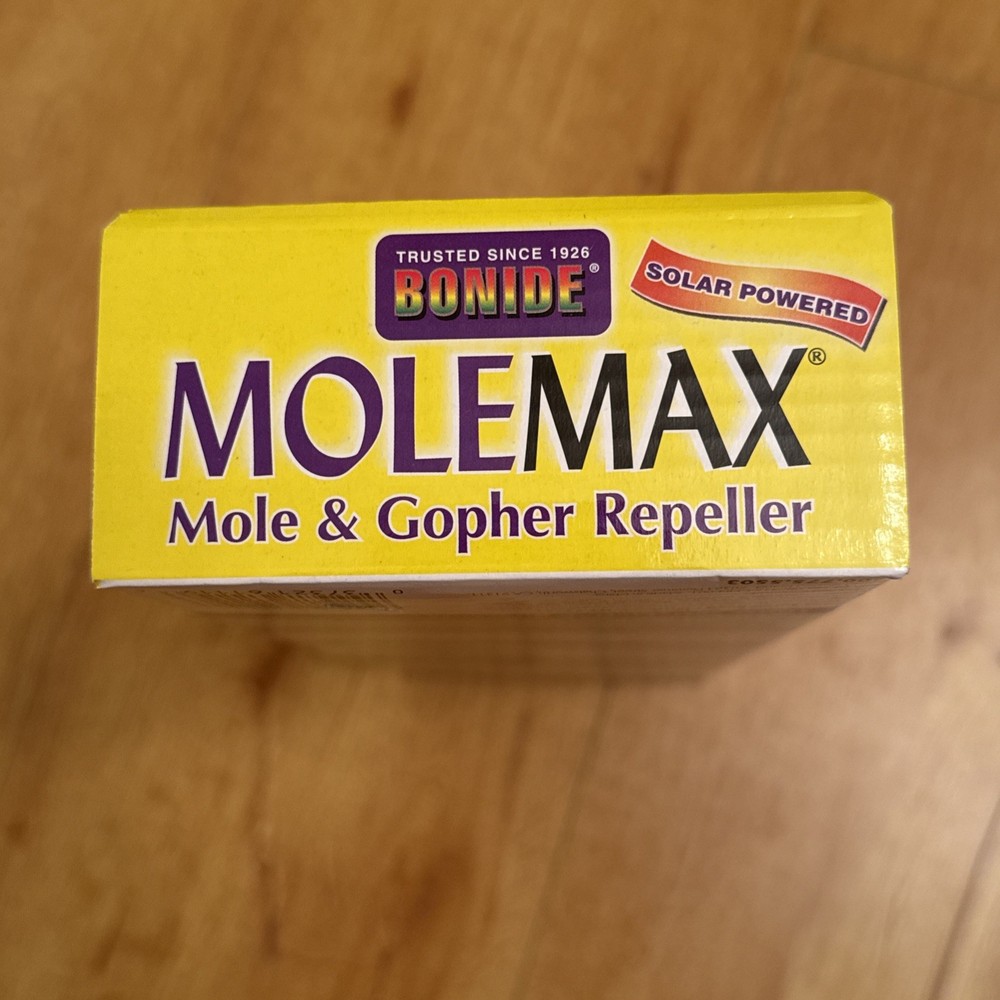 TRUSTED SINCE 1926
BONIDE®
SOLAR POWERED
MOLEMAX®
Mole & Gopher Repeller